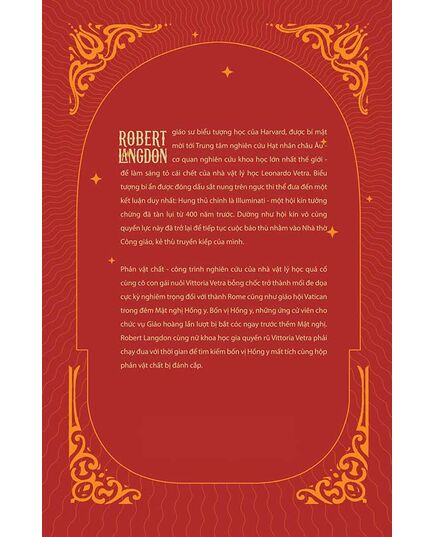 ROBERT
LANGDON
giáo sư biểu tượng học của Harvard, được bí mật
mời tới Trung tâm nghiên cứu Hạt nhân châu Âu -
cơ quan nghiên cứu khoa học lớn nhất thế giới -
để làm sáng tỏ cái chết của nhà vật lý học Leonardo Vetra. Biểu
tượng bí ẩn được đóng dấu sắt nung trên ngực thi thể đưa đến một
kết luận duy nhất: Hung thủ chính là Illuminati - một hội kín tưởng
chừng đã tàn lụi từ 400 năm trước. Dường như hội kín vô cùng
quyền lực này đã trở lại để tiếp tục cuộc báo thù nhằm vào Nhà thờ
Công giáo, kẻ thù truyền kiếp của mình.
Phản vật chất - công trình nghiên cứu của nhà vật lý học quá cố
cùng cô con gái nuôi Vittoria Vetra bỗng chốc trở thành mối đe dọa
cực kỳ nghiêm trọng đối với thành Rome cũng như giáo hội Vatican
trong đêm Mật nghị Hồng y. Bốn vị Hồng y, những ứng cử viên cho
chức vụ Giáo hoàng lần lượt bị bắt cóc ngay trước thềm Mật nghị.
Robert Langdon cùng nữ khoa học gia quyến rũ Vittoria Vetra phải
chạy đua với thời gian để tìm kiếm bốn vị Hồng y mất tích cùng hộp
phản vật chất bị đánh cắp.